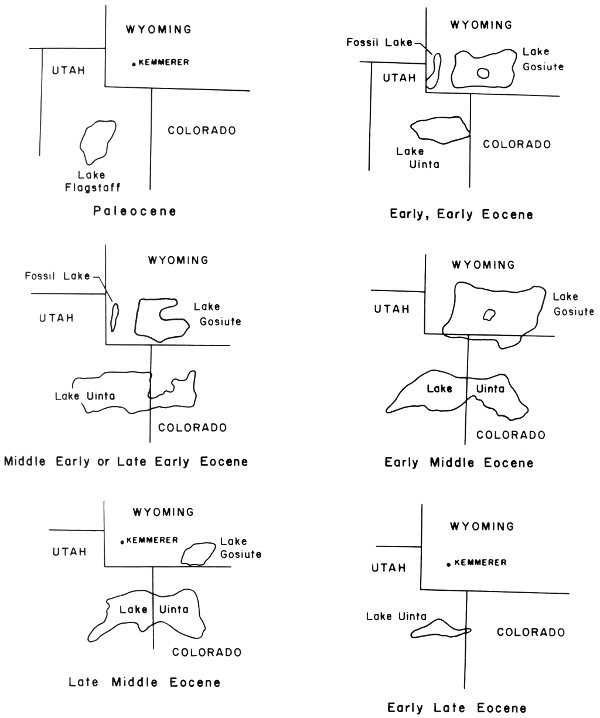 WYOMING
KEMMERER
UTAH
COLORADO
Lake
Flagstaff
Paleocene
WYOMING
Fossil Lake
Lake
Gosiute
UTAH
Lake
Uinta
COLORADO
Early, Early Eocene
WYOMING
Fossil Lake
Lake
Gosiute
UTAH
Lake Uinta
COLORADO
Middle Early or Late Early Eocene
WYOMING
Lake
Gosiute
UTAH
Lake Uinta
COLORADO
Early Middle Eocene
WYOMING
KEMMERER
Lake
Gosiute
UTAH
Lake Uinta
COLORADO
Late Middle Eocene
WYOMING
KEMMERER
UTAH
Lake Uinta
COLORADO
Early Late Eocene